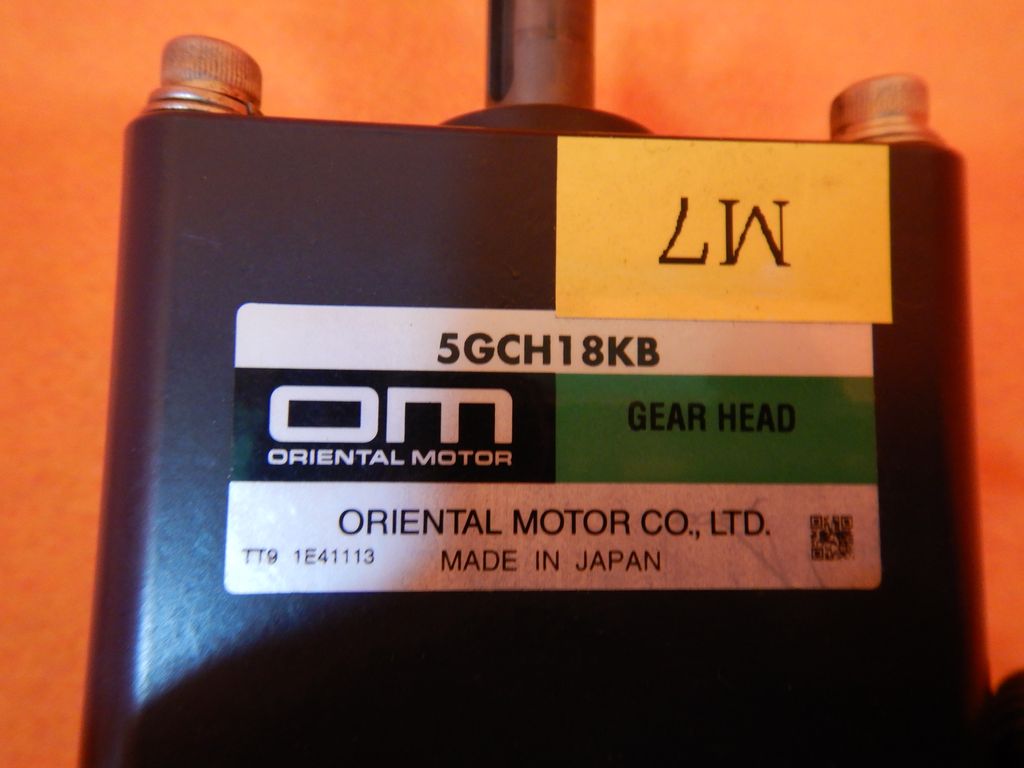 M7
5GCH18KB
OM
ORIENTAL MOTOR
GEAR HEAD
ORIENTAL MOTOR CO., LTD.
TT9 1E41113
MADE IN JAPAN